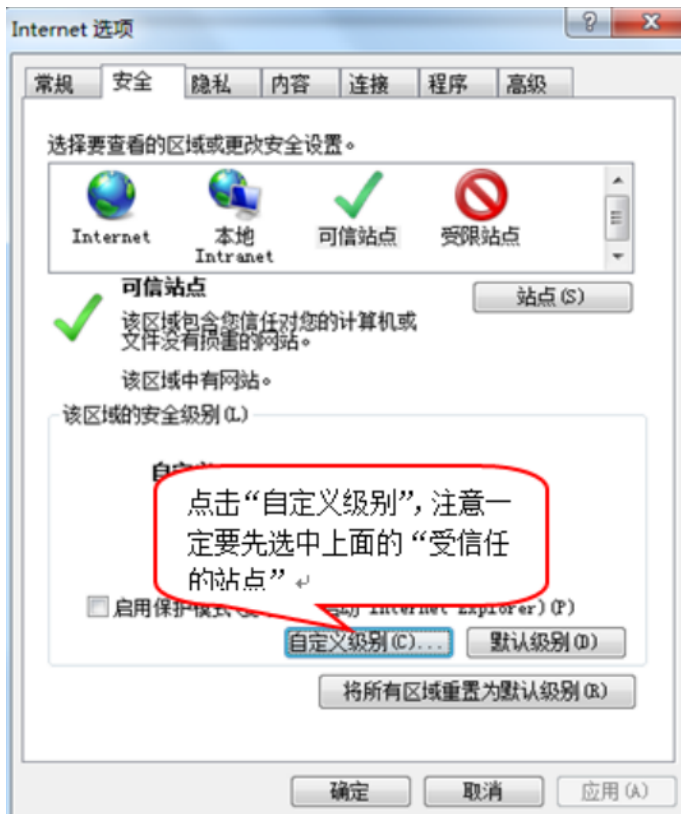 Internet 选项
常规 安全 隐私 内容 连接 程序 高级
选择要查看的区域或更改安全设置。
Internet 本地 Intranet 可信站点 受限站点
可信站点
站点(S)
该区域包含您信任对您的计算机或
文件没有损害的网站。
该区域中有网站。
该区域的安全级别(L)
点击“自定义级别”,注意一
定要先选中上面的“受信任
的站点”
启用保护模式 Internet Explorer)(P)
自定义级别(C)... 默认级别(D)
将所有区域重置为默认级别(R)
确定 取消 应用(A)